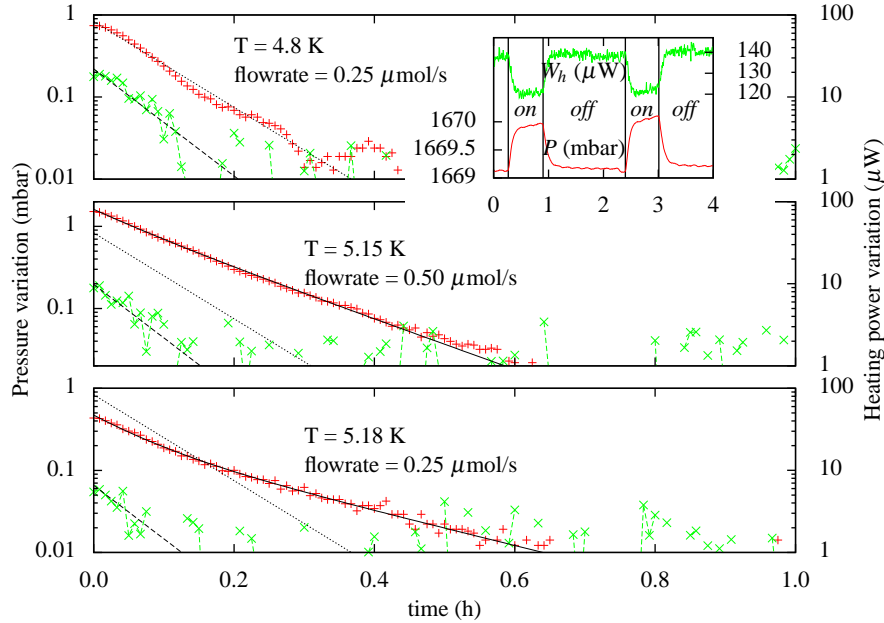 Pressure variation (mbar)
Heating power variation (μW)
1
0.1
0.01
100
10
1
T = 4.8 K
flowrate = 0.25 μmol/s
140
130
120
W_h (μW)
on off on off
1670
1669.5
1669
P (mbar)
0 1 2 3 4
1
0.1
100
10
1
T = 5.15 K
flowrate = 0.50 μmol/s
1
0.1
0.01
100
10
1
T = 5.18 K
flowrate = 0.25 μmol/s
0.0 0.2 0.4 0.6 0.8 1.0
time (h)